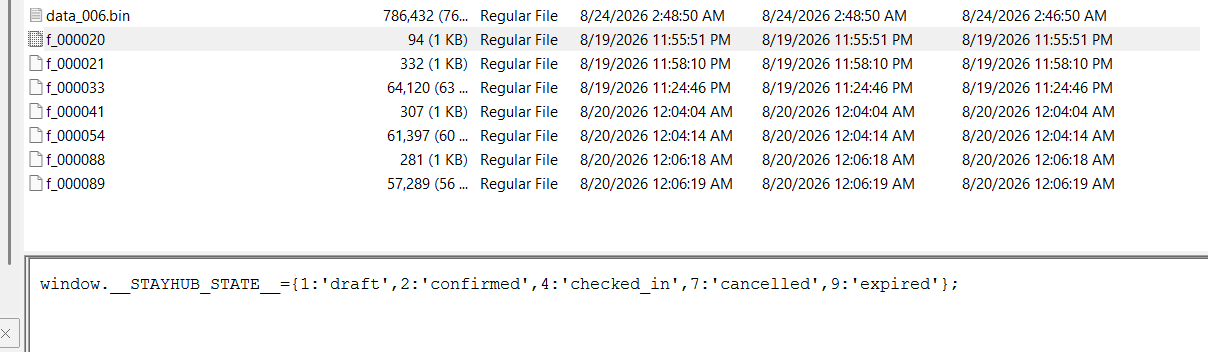 data_006.bin 786,432 (76... Regular File 8/24/2026 2:48:50 AM 8/24/2026 2:48:50 AM 8/24/2026 2:46:50 AM
f_000020 94 (1 KB) Regular File 8/19/2026 11:55:51 PM 8/19/2026 11:55:51 PM 8/19/2026 11:55:51 PM
f_000021 332 (1 KB) Regular File 8/19/2026 11:58:10 PM 8/19/2026 11:58:10 PM 8/19/2026 11:58:10 PM
f_000033 64,120 (63 ... Regular File 8/19/2026 11:24:46 PM 8/19/2026 11:24:46 PM 8/19/2026 11:24:46 PM
f_000041 307 (1 KB) Regular File 8/20/2026 12:04:04 AM 8/20/2026 12:04:04 AM 8/20/2026 12:04:04 AM
f_000054 61,397 (60 ... Regular File 8/20/2026 12:04:14 AM 8/20/2026 12:04:14 AM 8/20/2026 12:04:14 AM
f_000088 281 (1 KB) Regular File 8/20/2026 12:06:18 AM 8/20/2026 12:06:18 AM 8/20/2026 12:06:18 AM
f_000089 57,289 (56 ... Regular File 8/20/2026 12:06:19 AM 8/20/2026 12:06:19 AM 8/20/2026 12:06:19 AM
window.__STAYHUB_STATE__={1:'draft',2:'confirmed',4:'checked_in',7:'cancelled',9:'expired'};